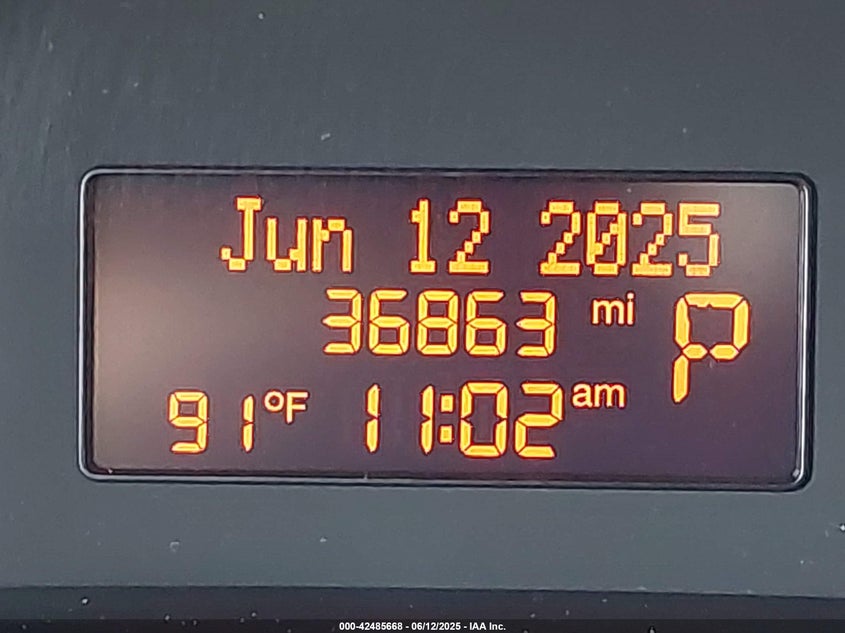 Jun 12 2025
36863 mi P
91°F 11:02 am
000-42485668 - 06/12/2025 - IAA Inc.